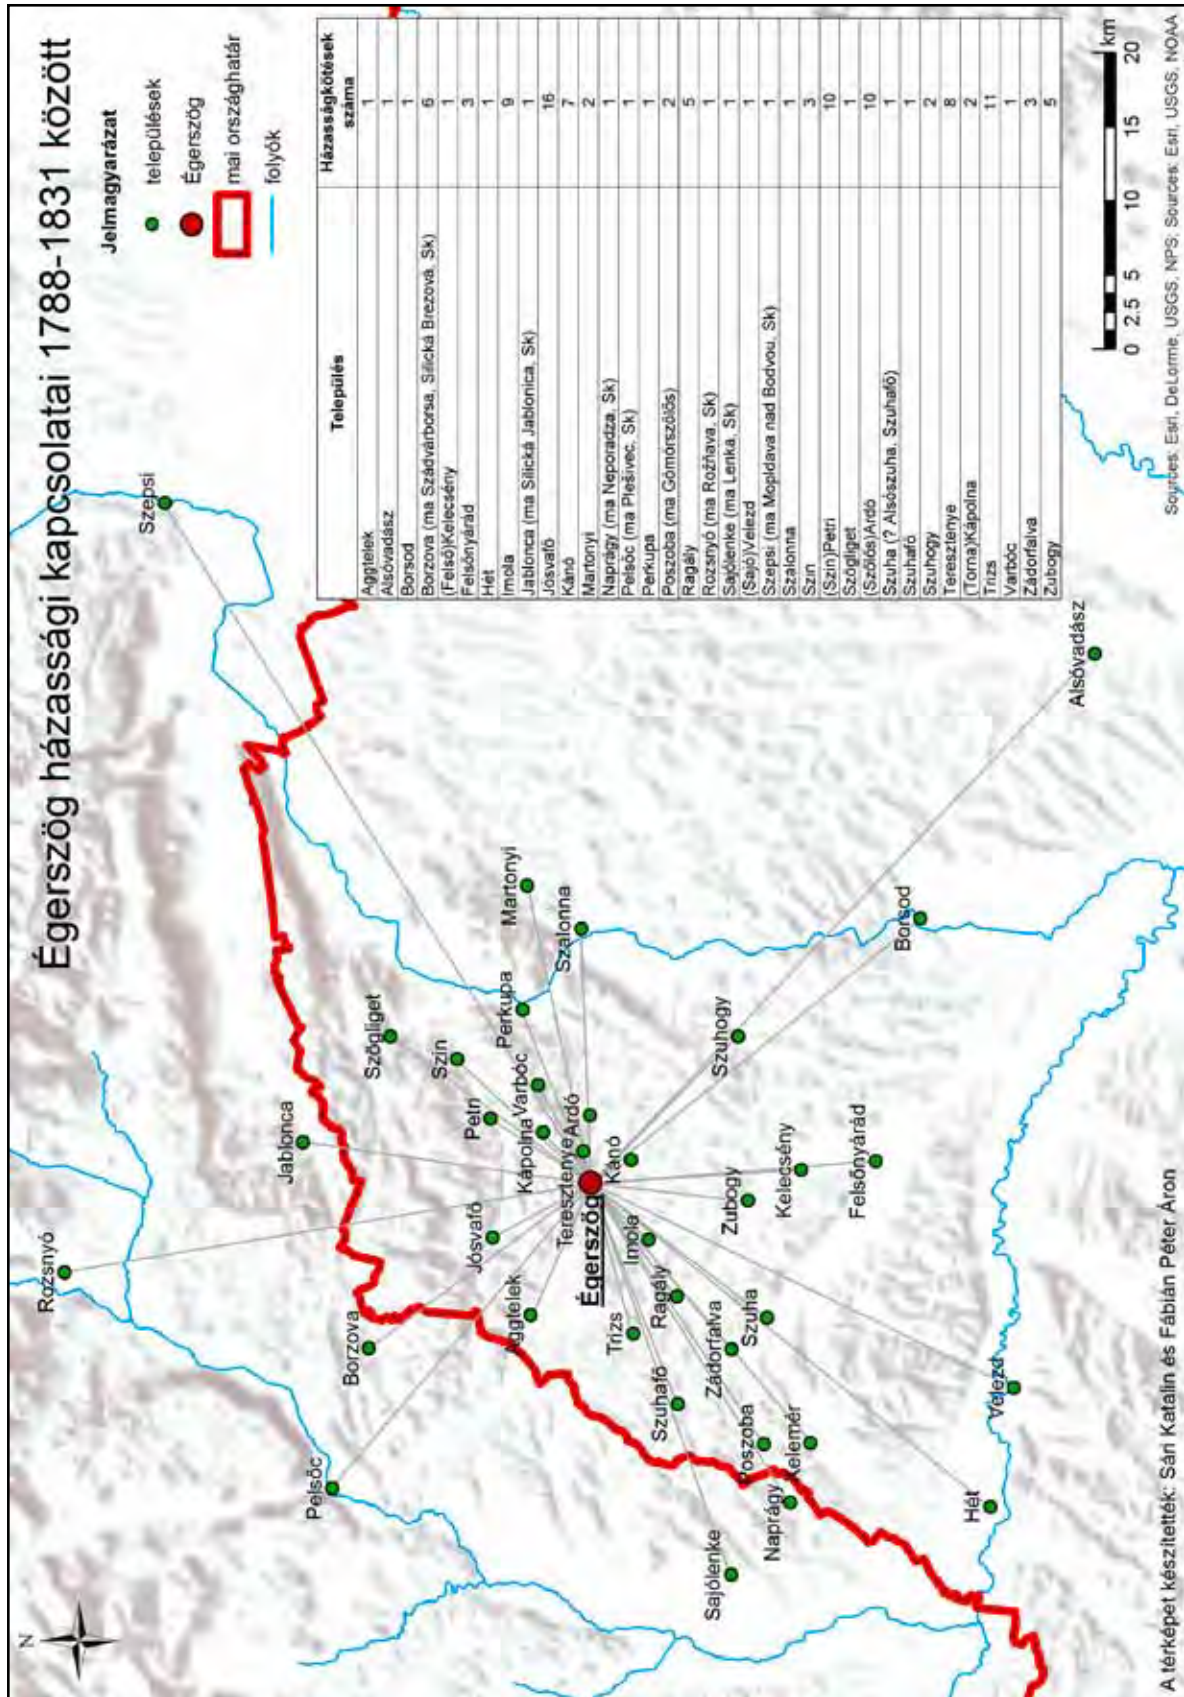 Égerszög házassági kapcsolatai 1788-1831 között
Jelmagyarázat
települések
Égerszög
mai országhatár
folyók
N
Település Házasságkötések száma
Aggtelek 1
Alsóvadász 1
Borsod 1
Borzova (ma Szádvárborsa, Silická Brezová, Sk) 6
(Felső)Kelecsény 1
Felsőnyárád 3
Hét 1
Imola 9
Jablonca (ma Silická Jablonica, Sk) 1
Jósvafő 16
Kánó 7
Martonyi 2
Naprágy (ma Neporadza, Sk) 1
Pelsőc (ma Plešivec, Sk) 1
Perkupa 1
Poszoba (ma Gömörszőlős) 2
Ragály 5
Rozsnyó (ma Rožňava, Sk) 1
Sajólenke (ma Lenka, Sk) 1
(Sajó)Velezd 1
Szepsi (ma Mopldava nad Bodvou, Sk) 1
Szalonna 1
Szin 3
(Szin)Petri 10
Szögliget 1
(Szőlős)Ardó 10
Szuha (? Alsószuha, Szuhafő) 1
Szuhafő 1
Szuhogy 2
Teresztenye 8
(Torna)Kápolna 2
Trizs 11
Varbóc 1
Zádorfalva 3
Zubogy 5
Szepsi
Rozsnyó
Jablonca
Pelsőc
Borzova
Szögliget
Szin
Petri
Perkupa
Martonyi
Szalonna
Varbóc
Kápolna
Jósvafő
Aggtelek
Teresztenye
Ardó
Égerszög
Kánó
Imola
Trizs
Ragály
Szuhafő
Zádorfalva
Szuha
Zubogy
Szuhogy
Kelecsény
Felsőnyárád
Borsod
Alsóvadász
Sajólenke
Naprágy
Poszoba
Kelemér
Hét
Velezd
0 2.5 5 10 15 20 km
A térképet készítették: Sári Katalin és Fábián Péter Áron
Sources: Esri, DeLorme, USGS, NPS; Sources: Esri, USGS, NOAA